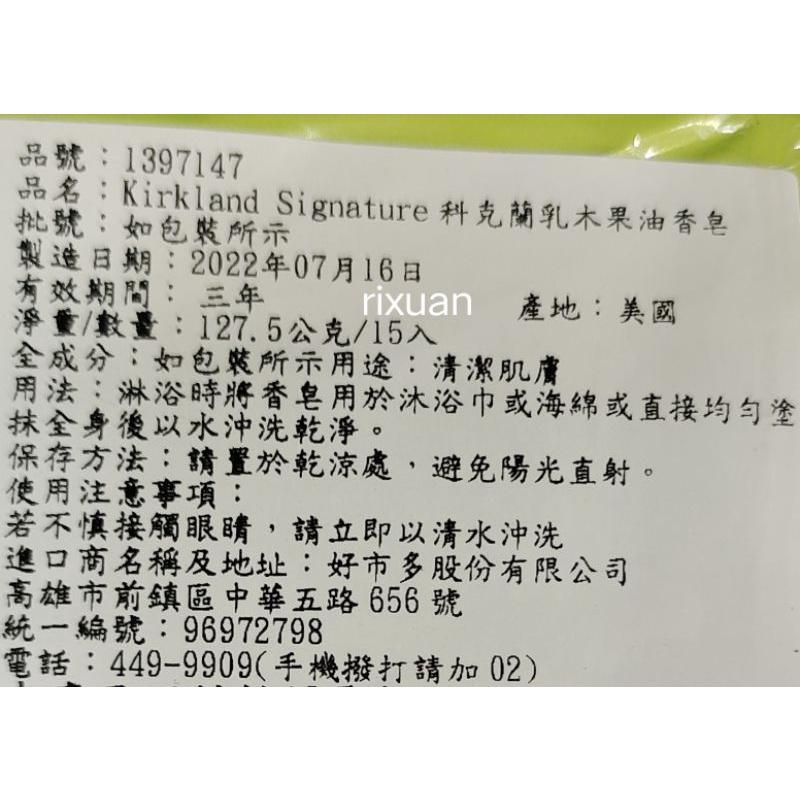 品號：1397147
品名：Kirkland Signature 科克蘭乳木果油香皂
批號：如包裝所示
製造日期：2022年07月16日
有效期間：三年 產地：美國
rixuan
淨量/數量：127.5公克/15入
全成分：如包裝所示用途：清潔肌膚
用法：淋浴時將香皂用於沐浴巾或海綿或直接均勻塗
抹全身後以水沖洗乾淨。
保存方法：請置於乾涼處，避免陽光直射。
使用注意事項：
若不慎接觸眼睛，請立即以清水沖洗
進口商名稱及地址：好市多股份有限公司
高雄市前鎮區中華五路656號
統一編號：96972798
電話：449-9909(手機撥打請加02)